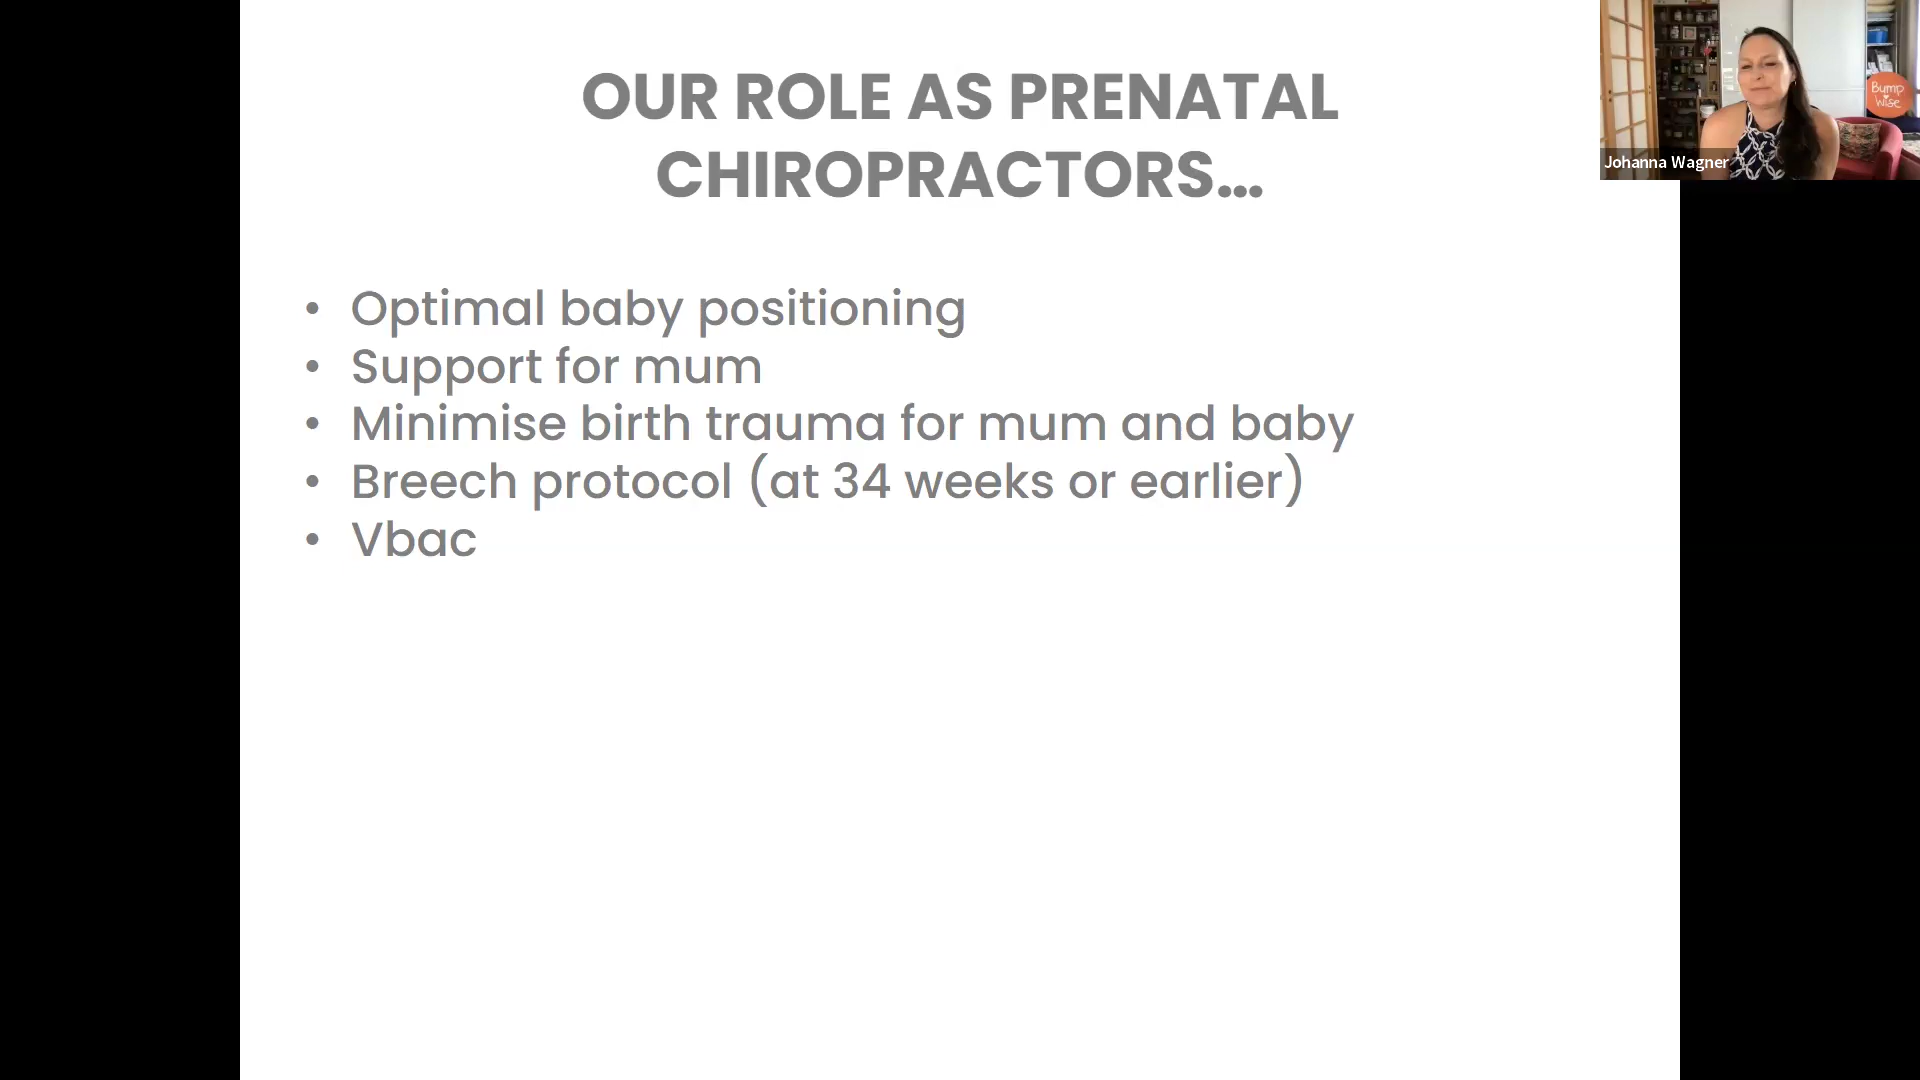 OUR ROLE AS PRENATAL
CHIROPRACTORS...
• Optimal baby positioning
• Support for mum
• Minimise birth trauma for mum and baby
• Breech protocol (at 34 weeks or earlier)
• Vbac
Bump
Wise
Johanna Wagner